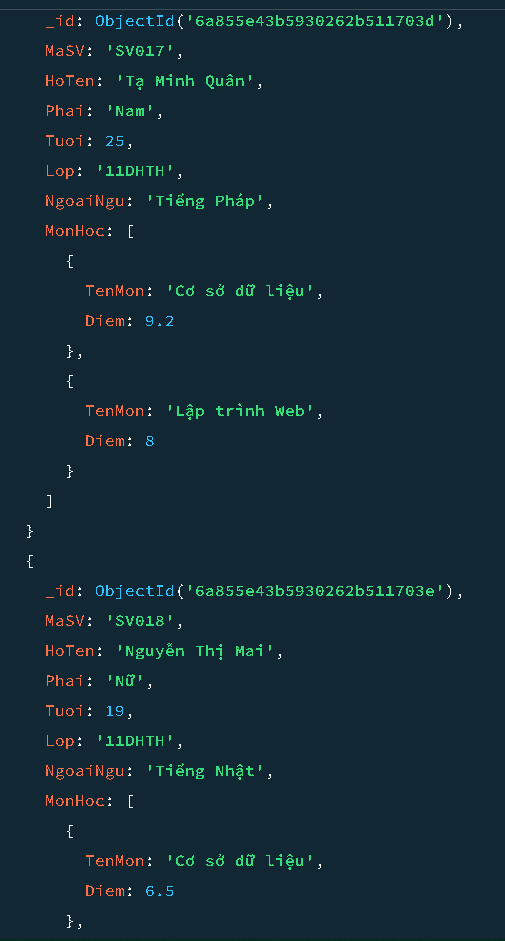 _id: ObjectId('6a855e43b5930262b511703d'),
MaSV: 'SV017',
HoTen: 'Tạ Minh Quân',
Phai: 'Nam',
Tuoi: 25,
Lop: '11DHTH',
NgoaiNgu: 'Tiếng Pháp',
MonHoc: [
{
TenMon: 'Cơ sở dữ liệu',
Diem: 9.2
},
{
TenMon: 'Lập trình Web',
Diem: 8
}
]
}
{
_id: ObjectId('6a855e43b5930262b511703e'),
MaSV: 'SV018',
HoTen: 'Nguyễn Thị Mai',
Phai: 'Nữ',
Tuoi: 19,
Lop: '11DHTH',
NgoaiNgu: 'Tiếng Nhật',
MonHoc: [
{
TenMon: 'Cơ sở dữ liệu',
Diem: 6.5
},